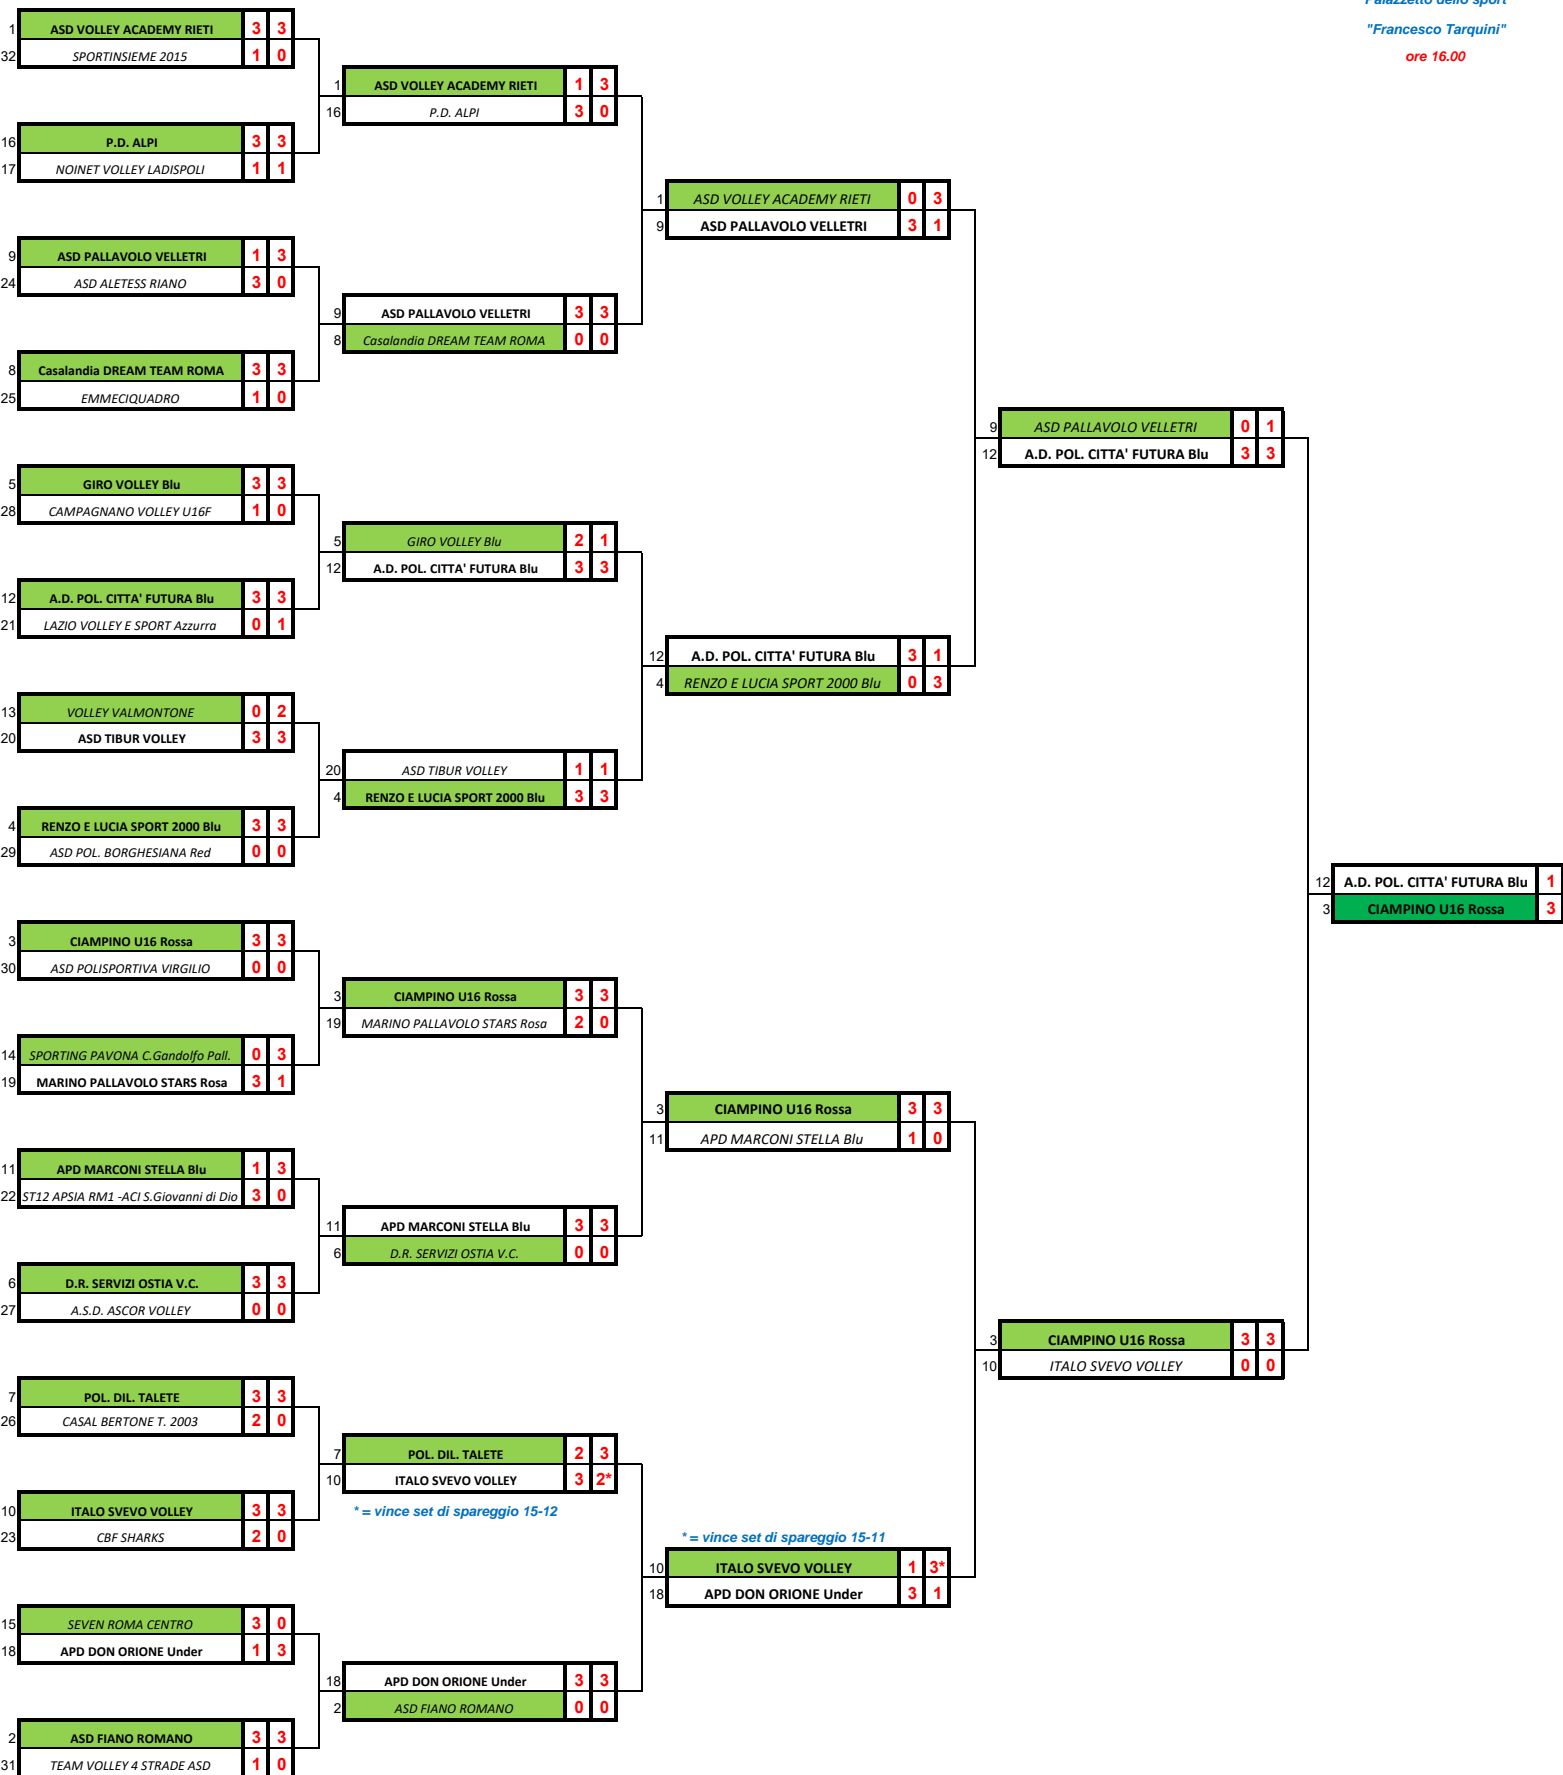 Palazzetto dello sport
"Francesco Tarquini"
ore 16.00
1 ASD VOLLEY ACADEMY RIETI 3 3
32 SPORTINSIEME 2015 1 0
16 P.D. ALPI 3 3
17 NOINET VOLLEY LADISPOLI 1 1
9 ASD PALLAVOLO VELLETRI 1 3
24 ASD ALETESS RIANO 3 0
8 Casalandia DREAM TEAM ROMA 3 3
25 EMMECIQUADRO 1 0
5 GIRO VOLLEY Blu 3 3
28 CAMPAGNANO VOLLEY U16F 1 0
12 A.D. POL. CITTA' FUTURA Blu 3 3
21 LAZIO VOLLEY E SPORT Azzurra 0 1
13 VOLLEY VALMONTONE 0 2
20 ASD TIBUR VOLLEY 3 3
4 RENZO E LUCIA SPORT 2000 Blu 3 3
29 ASD POL. BORGHESIANA Red 0 0
3 CIAMPINO U16 Rossa 3 3
30 ASD POLISPORTIVA VIRGILIO 0 0
14 SPORTING PAVONA C.Gandolfo Pall. 0 3
19 MARINO PALLAVOLO STARS Rosa 3 1
11 APD MARCONI STELLA Blu 1 3
22 ST12 APSIA RM1 -ACI S.Giovanni di Dio 3 0
6 D.R. SERVIZI OSTIA V.C. 3 3
27 A.S.D. ASCOR VOLLEY 0 0
7 POL. DIL. TALETE 3 3
26 CASAL BERTONE T. 2003 2 0
10 ITALO SVEVO VOLLEY 3 3
23 CBF SHARKS 2 0
15 SEVEN ROMA CENTRO 3 0
18 APD DON ORIONE Under 1 3
2 ASD FIANO ROMANO 3 3
31 TEAM VOLLEY 4 STRADE ASD 1 0
1 ASD VOLLEY ACADEMY RIETI 1 3
16 P.D. ALPI 3 0
9 ASD PALLAVOLO VELLETRI 3 3
8 Casalandia DREAM TEAM ROMA 0 0
5 GIRO VOLLEY Blu 2 1
12 A.D. POL. CITTA' FUTURA Blu 3 3
20 ASD TIBUR VOLLEY 1 1
4 RENZO E LUCIA SPORT 2000 Blu 3 3
3 CIAMPINO U16 Rossa 3 3
19 MARINO PALLAVOLO STARS Rosa 2 0
11 APD MARCONI STELLA Blu 3 3
6 D.R. SERVIZI OSTIA V.C. 0 0
7 POL. DIL. TALETE 2 3
10 ITALO SVEVO VOLLEY 3 2*
* = vince set di spareggio 15-12
18 APD DON ORIONE Under 3 3
2 ASD FIANO ROMANO 0 0
1 ASD VOLLEY ACADEMY RIETI 0 3
9 ASD PALLAVOLO VELLETRI 3 1
12 A.D. POL. CITTA' FUTURA Blu 3 1
4 RENZO E LUCIA SPORT 2000 Blu 0 3
3 CIAMPINO U16 Rossa 3 3
11 APD MARCONI STELLA Blu 1 0
* = vince set di spareggio 15-11
10 ITALO SVEVO VOLLEY 1 3*
18 APD DON ORIONE Under 3 1
9 ASD PALLAVOLO VELLETRI 0 1
12 A.D. POL. CITTA' FUTURA Blu 3 3
3 CIAMPINO U16 Rossa 3 3
10 ITALO SVEVO VOLLEY 0 0
12 A.D. POL. CITTA' FUTURA Blu 1
3 CIAMPINO U16 Rossa 3